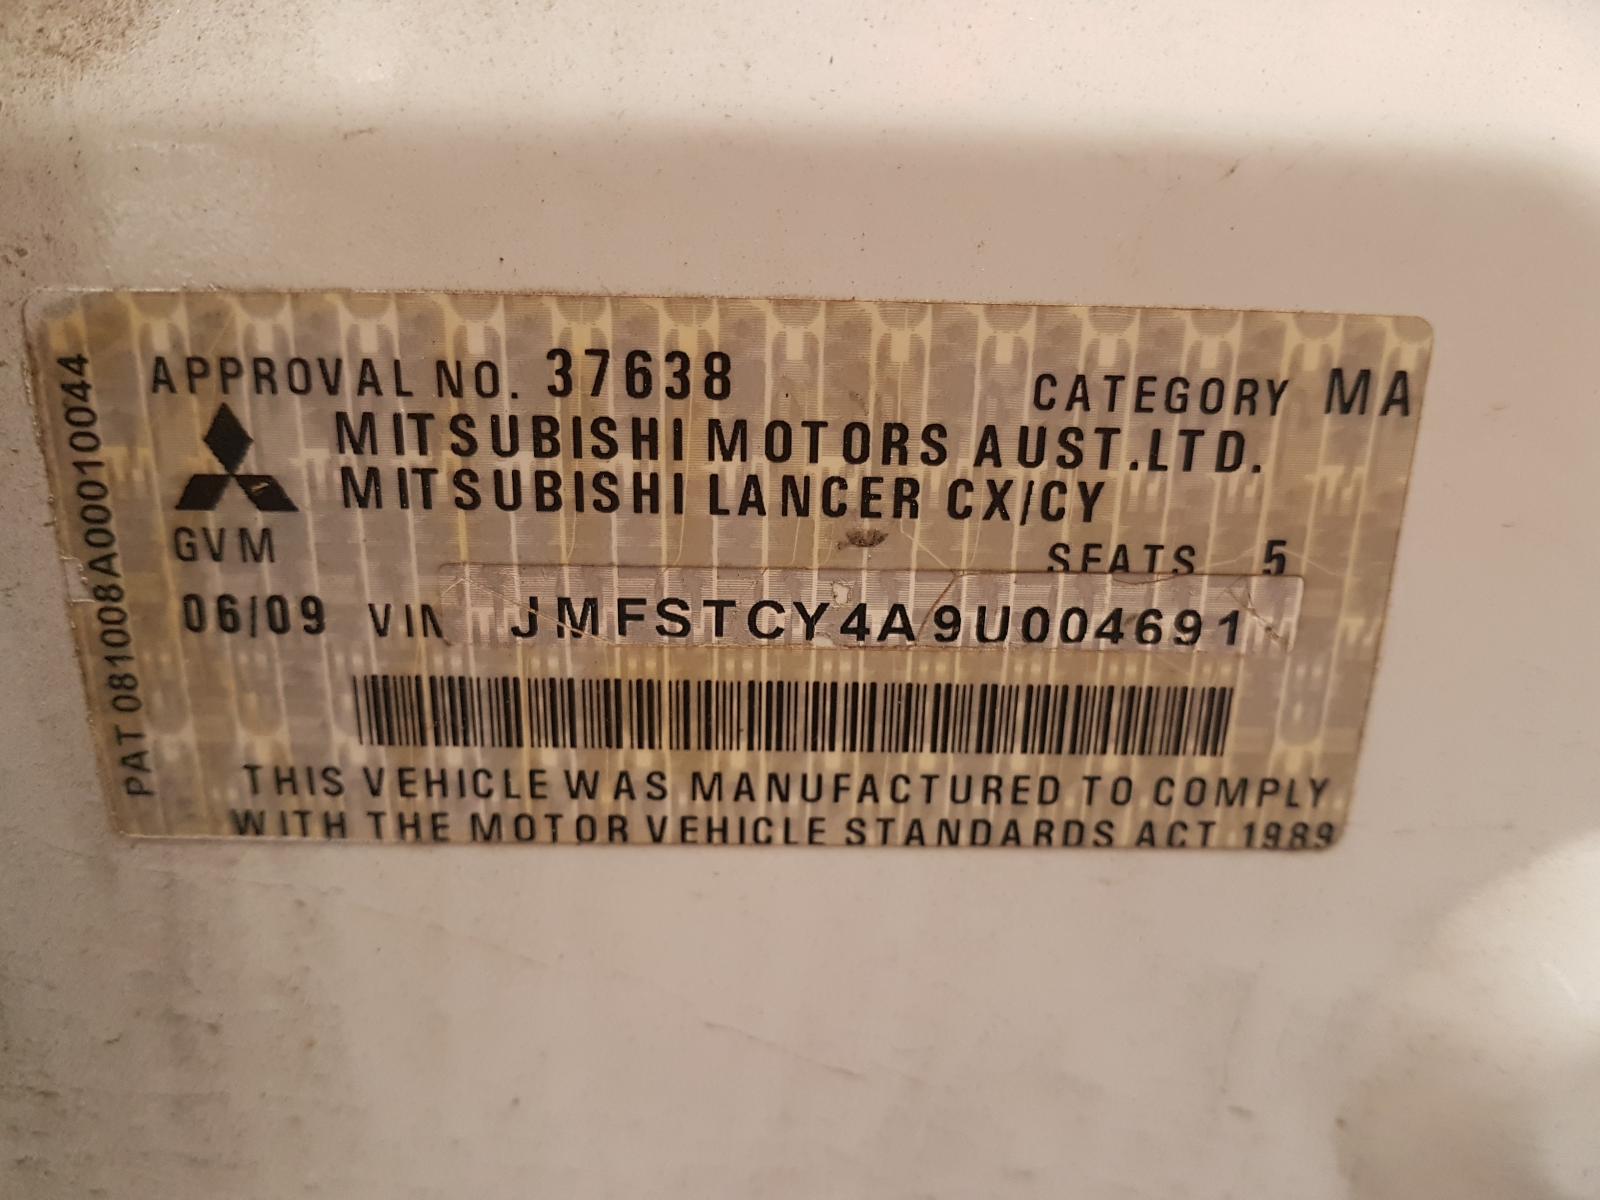 APPROVAL NO. 37638 CATEGORY MA
MITSUBISHI MOTORS AUST.LTD.
MITSUBISHI LANCER CX/CY
GVM SEATS 5
06/09 VIN JMFSTCY4A9U004691
THIS VEHICLE WAS MANUFACTURED TO COMPLY
WITH THE MOTOR VEHICLE STANDARDS ACT 1989
PAT 081008A00010044